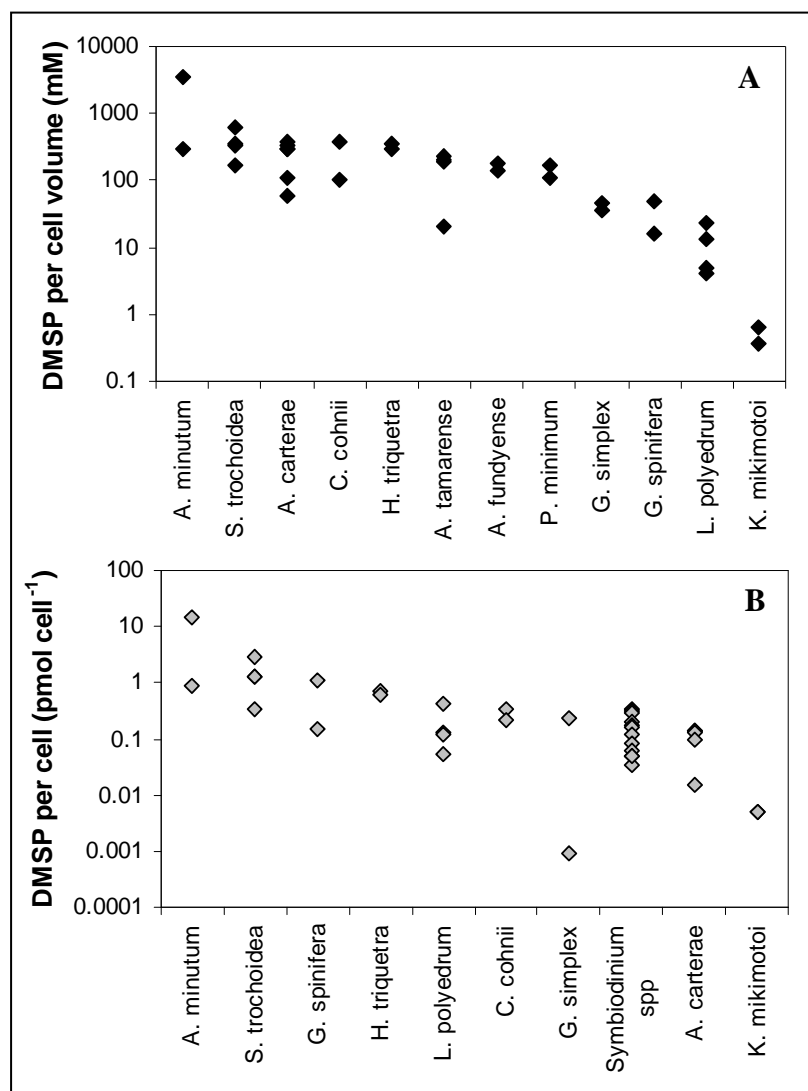 A
DMSP per cell volume (mM)
10000
1000
100
10
1
0.1
A. minutum
S. trochoidea
A. carterae
C. cohnii
H. triquetra
A. tamarense
A. fundyense
P. minimum
G. simplex
G. spinifera
L. polyedrum
K. mikimotoi
B
DMSP per cell (pmol cell⁻¹)
100
10
1
0.1
0.01
0.001
0.0001
A. minutum
S. trochoidea
G. spinifera
H. triquetra
L. polyedrum
C. cohnii
G. simplex
Symbiodinium
spp
A. carterae
K. mikimotoi